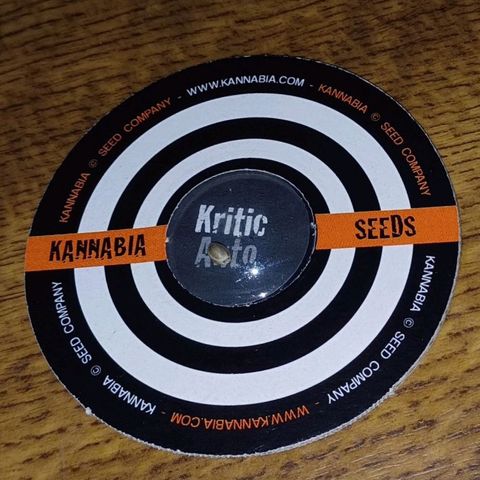 KANNABIA © SEED COMPANY - WWW.KANNABIA.COM - KANNABIA © SEED COMPANY
KANNABIA
Kritic
Auto
SEEDS
KANNABIA © SEED COMPANY - WWW.KANNABIA.COM - KANNABIA © SEED COMPANY